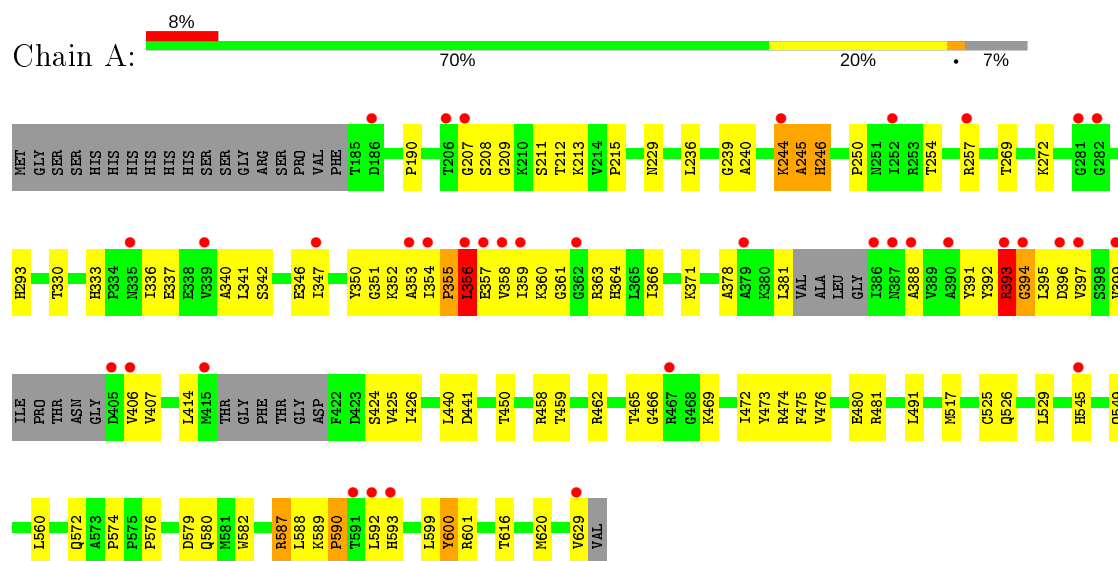 8%
Chain A:
70% 20% • 7%
MET GLY SER SER HIS HIS HIS HIS HIS HIS SER SER GLY ARG SER PRO VAL PHE T185 D186 P190 T206 G207 S208 G209 K210 S211 T212 K213 V214 P215 N229 L236 G239 A240 K244 A245 H246 P250 N251 I252 R253 T254 R257 T269 K272 G281 G282
H293 T330 H333 P334 N335 I336 E337 E338 V339 A340 L341 S342 E346 I347 Y350 G351 K352 A353 I354 P355 L356 E357 V358 I359 K360 G361 G362 R363 H364 L365 I366 K371 A378 A379 K380 L381 VAL ALA LEU GLY I386 N387 A388 V389 A390 Y391 Y392 R393 G394 L395 D396 V397 S398
ILE PRO THR ASN GLY D405 V406 V407 L414 M415 THR GLY PHE THR GLY ASP F422 D423 S424 V425 I426 L440 D441 T450 R458 T459 R462 T465 G466 R467 G468 K469 I472 Y473 R474 F475 V476 E480 R481 L491 M517 C525 Q526 L529 H545
L560 Q572 A573 P574 P575 P576 D579 Q580 M581 W582 R587 L588 K589 P590 T591 L592 H593 L599 Y600 R601 T616 M620 V629 VAL